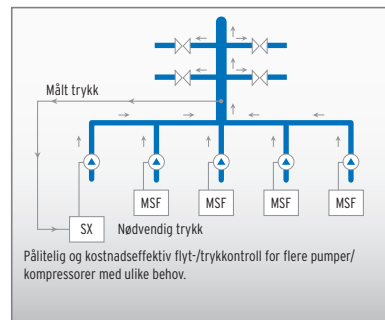 Målt trykk
MSF MSF MSF MSF
SX Nødvendig trykk
Pålitelig og kostnadseffektiv flyt-/trykkontroll for flere pumper/
kompressorer med ulike behov.